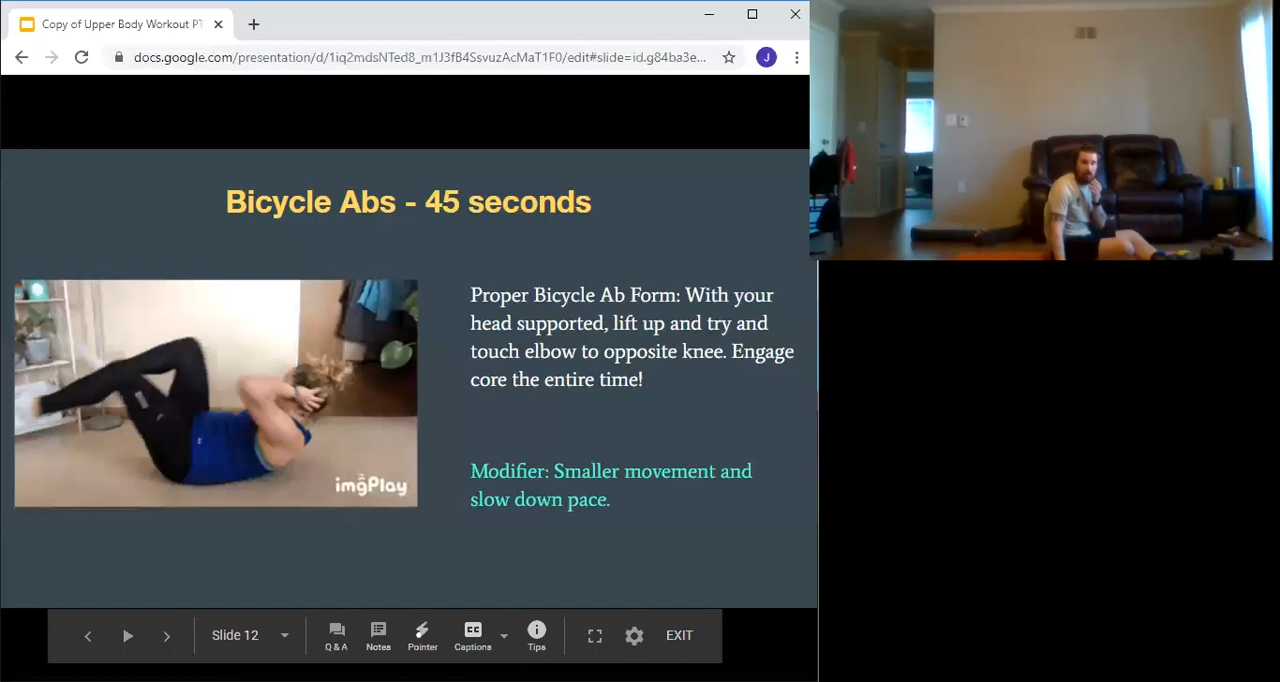 Copy of Upper Body Workout PT
docs.google.com/presentation/d/1iq2mdsNTed8_m1J3fB4SsvuzAcMaT1F0/edit#slide=id.g84ba3e...
J
Bicycle Abs - 45 seconds
Proper Bicycle Ab Form: With your
head supported, lift up and try and
touch elbow to opposite knee. Engage
core the entire time!
Modifier: Smaller movement and
slow down pace.
imgPlay
Slide 12
CC
Q & A
Notes
Pointer
Captions
Tips
EXIT